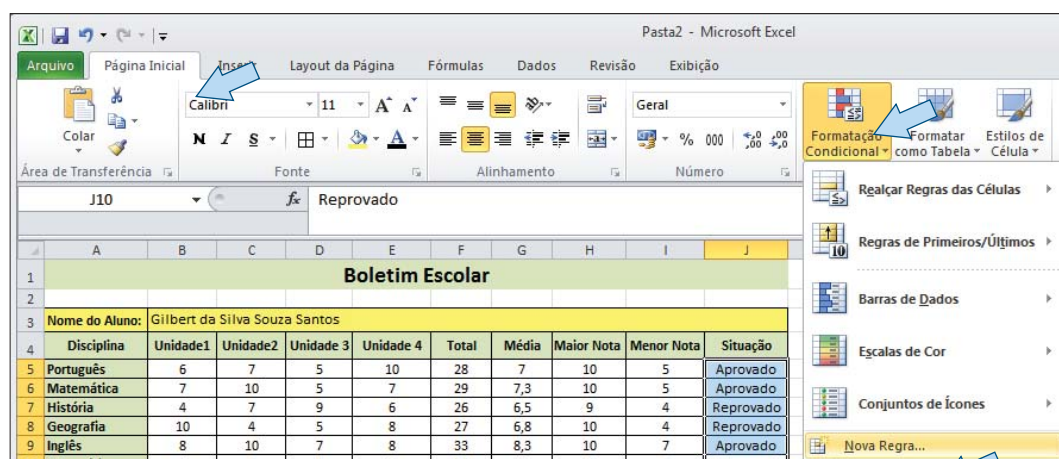 Pasta2 - Microsoft Excel
Arquivo Página Inicial Layout da Página Fórmulas Dados Revisão Exibição
Colar
Calibri 11
N I S
A A
A
Geral
% 000 ,00
Formatação Condicional
Formatar como Tabela
Estilos de Célula
Área de Transferência Fonte Alinhamento Núm
J10 fx Reprovado
A B C D E F G H I J
1 Boletim Escolar
2
3 Nome do Aluno: Gilbert da Silva Souza Santos
4 Disciplina Unidade1 Unidade2 Unidade 3 Unidade 4 Total Média Maior Nota Menor Nota Situação
5 Português 6 7 5 10 28 7 10 5 Aprovado
6 Matemática 7 10 5 7 29 7,3 10 5 Aprovado
7 História 4 7 9 6 26 6,5 9 4 Reprovado
8 Geografia 10 4 5 8 27 6,8 10 4 Reprovado
9 Inglês 8 10 7 8 33 8,3 10 7 Aprovado
Realçar Regras das Células
Regras de Primeiros/Últimos
Barras de Dados
Escalas de Cor
Conjuntos de Ícones
Nova Regra...